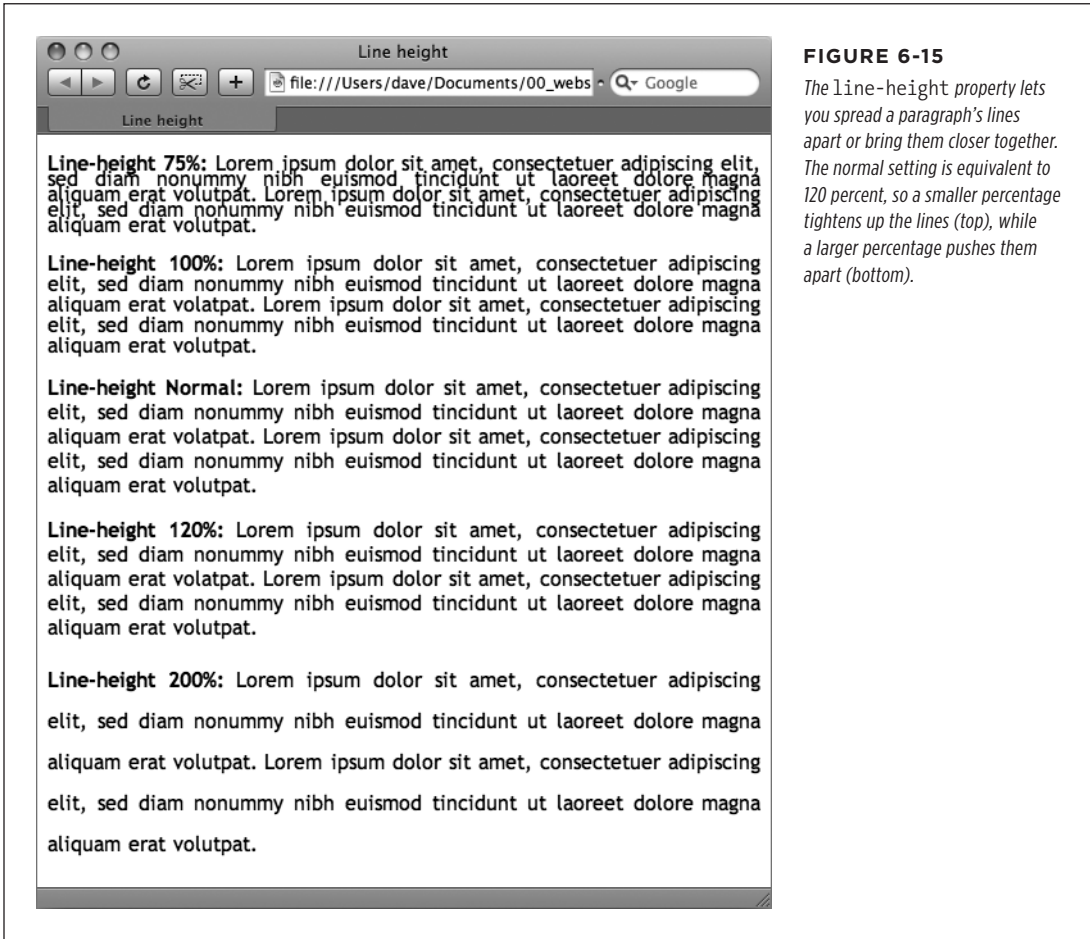 Line height
file:///Users/dave/Documents/00_webs
Google
Line height
Line-height 75%: Lorem ipsum dolor sit amet, consectetuer adipiscing elit,
sed diam nonummy nibh euismod tincidunt ut laoreet dolore magna
aliquam erat volutpat. Lorem ipsum dolor sit amet, consectetuer adipiscing
elit, sed diam nonummy nibh euismod tincidunt ut laoreet dolore magna
aliquam erat volutpat.
Line-height 100%: Lorem ipsum dolor sit amet, consectetuer adipiscing
elit, sed diam nonummy nibh euismod tincidunt ut laoreet dolore magna
aliquam erat volatpat. Lorem ipsum dolor sit amet, consectetuer adipiscing
elit, sed diam nonummy nibh euismod tincidunt ut laoreet dolore magna
aliquam erat volutpat.
Line-height Normal: Lorem ipsum dolor sit amet, consectetuer adipiscing
elit, sed diam nonummy nibh euismod tincidunt ut laoreet dolore magna
aliquam erat volatpat. Lorem ipsum dolor sit amet, consectetuer adipiscing
elit, sed diam nonummy nibh euismod tincidunt ut laoreet dolore magna
aliquam erat volutpat.
Line-height 120%: Lorem ipsum dolor sit amet, consectetuer adipiscing
elit, sed diam nonummy nibh euismod tincidunt ut laoreet dolore magna
aliquam erat volatpat. Lorem ipsum dolor sit amet, consectetuer adipiscing
elit, sed diam nonummy nibh euismod tincidunt ut laoreet dolore magna
aliquam erat volutpat.
Line-height 200%: Lorem ipsum dolor sit amet, consectetuer adipiscing
elit, sed diam nonummy nibh euismod tincidunt ut laoreet dolore magna
aliquam erat volutpat. Lorem ipsum dolor sit amet, consectetuer adipiscing
elit, sed diam nonummy nibh euismod tincidunt ut laoreet dolore magna
aliquam erat volutpat.
FIGURE 6-15
The line-height property lets
you spread a paragraph's lines
apart or bring them closer together.
The normal setting is equivalent to
120 percent, so a smaller percentage
tightens up the lines (top), while
a larger percentage pushes them
apart (bottom).